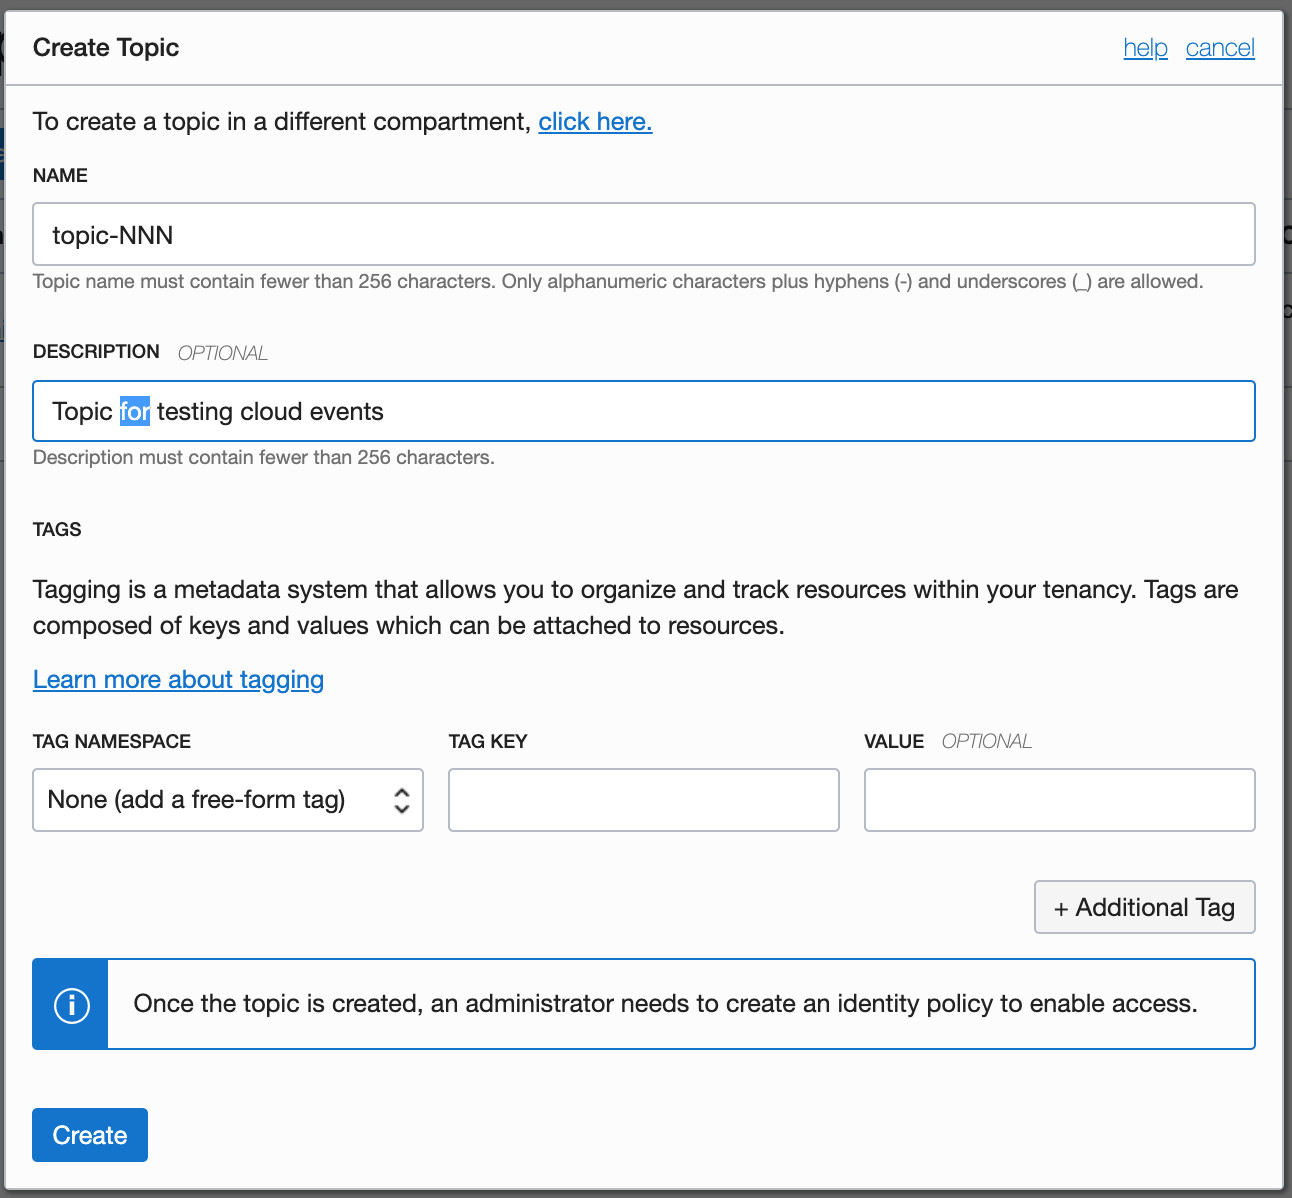 Create Topic
help cancel
To create a topic in a different compartment, click here.
NAME
topic-NNN
Topic name must contain fewer than 256 characters. Only alphanumeric characters plus hyphens (-) and underscores (_) are allowed.
DESCRIPTION OPTIONAL
Topic for testing cloud events
Description must contain fewer than 256 characters.
TAGS
Tagging is a metadata system that allows you to organize and track resources within your tenancy. Tags are
composed of keys and values which can be attached to resources.
Learn more about tagging
TAG NAMESPACE TAG KEY VALUE OPTIONAL
None (add a free-form tag)
+ Additional Tag
Once the topic is created, an administrator needs to create an identity policy to enable access.
Create